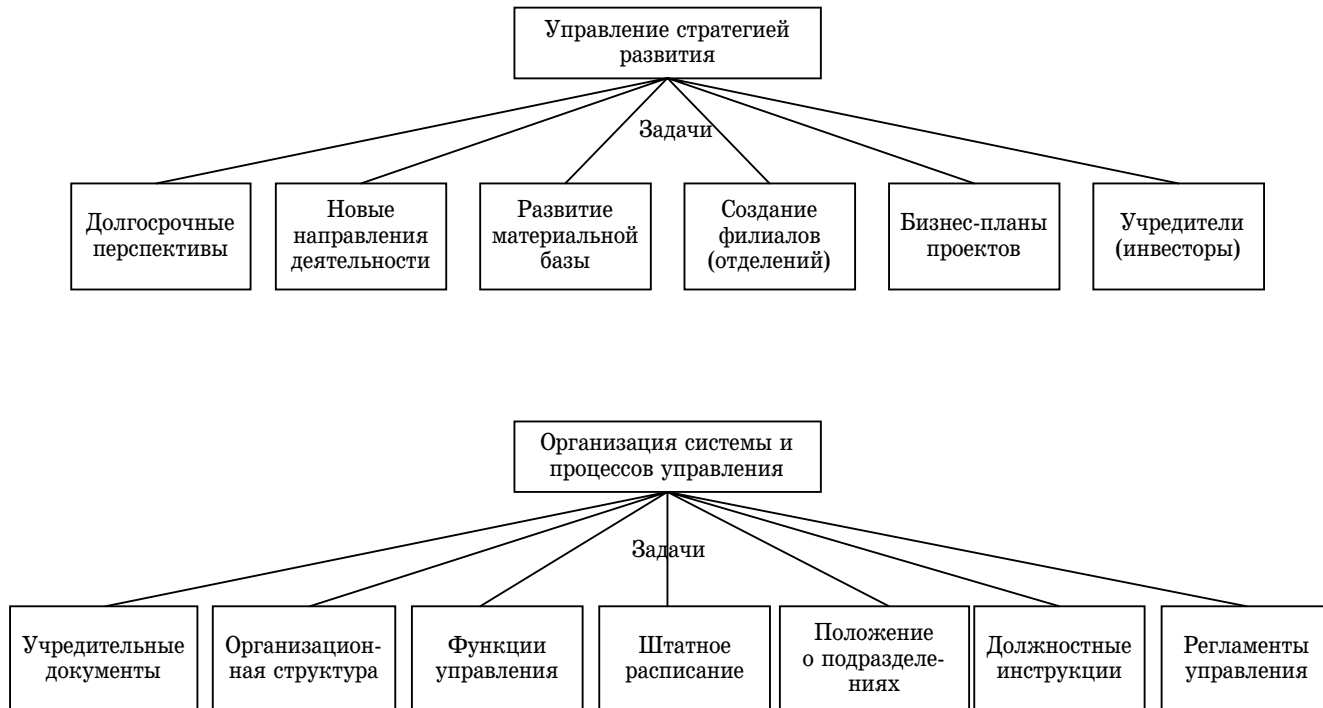 Управление стратегией
развития
Задачи
Долгосрочные
перспективы
Новые
направления
деятельности
Развитие
материальной
базы
Создание
филиалов
(отделений)
Бизнес-планы
проектов
Учредители
(инвесторы)
Организация системы и
процессов управления
Задачи
Учредительные
документы
Организацион-
ная структура
Функции
управления
Штатное
расписание
Положение
о подразделе-
ниях
Должностные
инструкции
Регламенты
управления